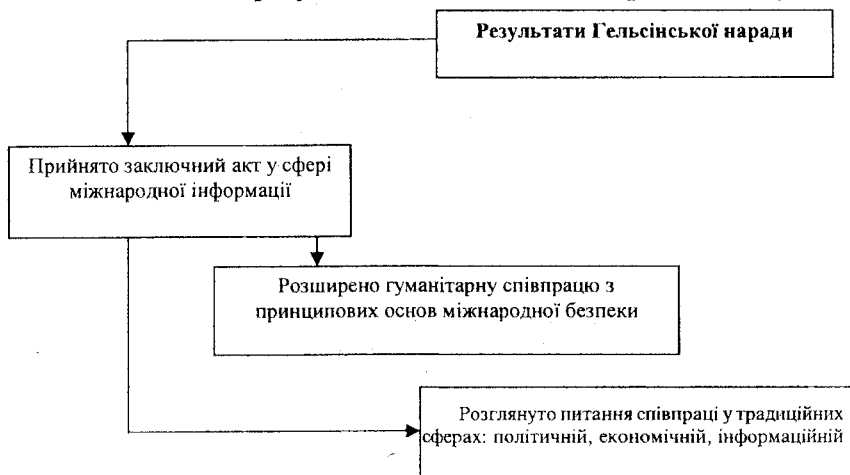 Результати Гельсінської наради
Прийнято заключний акт у сфері
міжнародної інформації
Розширено гуманітарну співпрацю з
принципових основ міжнародної безпеки
Розглянуто питання співпраці у традиційних
сферах: політичній, економічній, інформаційній